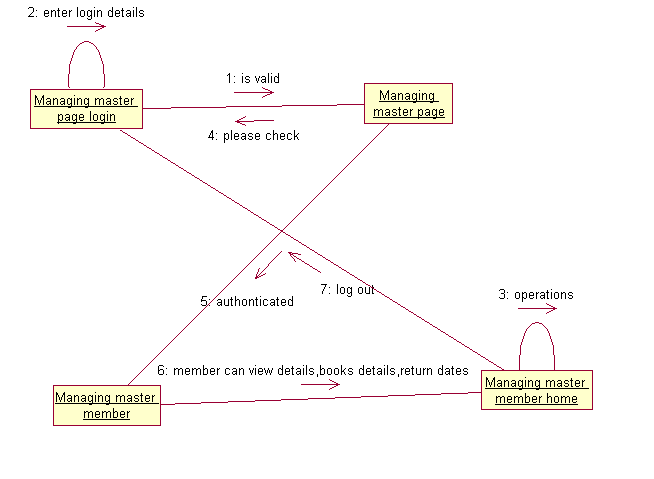 2: enter login details
Managing master
page login
1: is valid
4: please check
Managing
master page
5: authonticated
7: log out
3: operations
6: member can view details,books details,return dates
Managing master
member
Managing master
member home